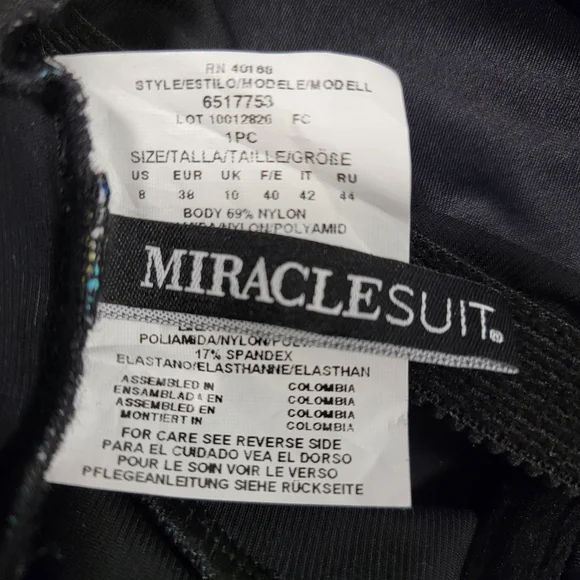 RN 40168
STYLE/ESTILO/MODELE/MODELL
6517753
LOT 10012826 FC
1PC
SIZE/TALLA/TAILLE/GRÖßE
US EUR UK F/E IT RU
8 38 10 40 42 44
BODY 69% NYLON
MIRACLESUIT®
POLIAMIDA/NYLON/
17% SPANDEX
ELASTANO/ELASTHANNE/ELASTHAN
ASSEMBLED IN COLOMBIA
ENSAMBLADA EN COLOMBIA
ASSEMBLED EN COLOMBIA
MONTIERT IN COLOMBIA
FOR CARE SEE REVERSE SIDE
PARA EL CUIDADO VEA EL DORSO
POUR LE SOIN VOIR LE VERSO
PFLEGEANLEITUNG SIEHE RÜCKSEITE